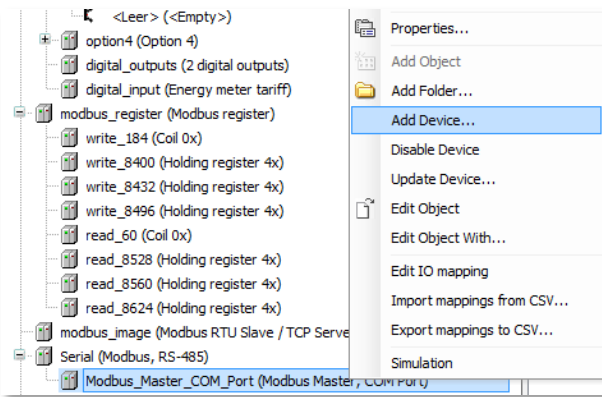 <Leer> (<Empty>)
option4 (Option 4)
digital_outputs (2 digital outputs)
digital_input (Energy meter tariff)
modbus_register (Modbus register)
write_184 (Coil 0x)
write_8400 (Holding register 4x)
write_8432 (Holding register 4x)
write_8496 (Holding register 4x)
read_60 (Coil 0x)
read_8528 (Holding register 4x)
read_8560 (Holding register 4x)
read_8624 (Holding register 4x)
modbus_image (Modbus RTU Slave / TCP Serve
Serial (Modbus, RS-485)
Modbus_Master_COM_Port (Modbus Master, COM Port)
Properties...
Add Object
Add Folder...
Add Device...
Disable Device
Update Device...
Edit Object
Edit Object With...
Edit IO mapping
Import mappings from CSV...
Export mappings to CSV...
Simulation